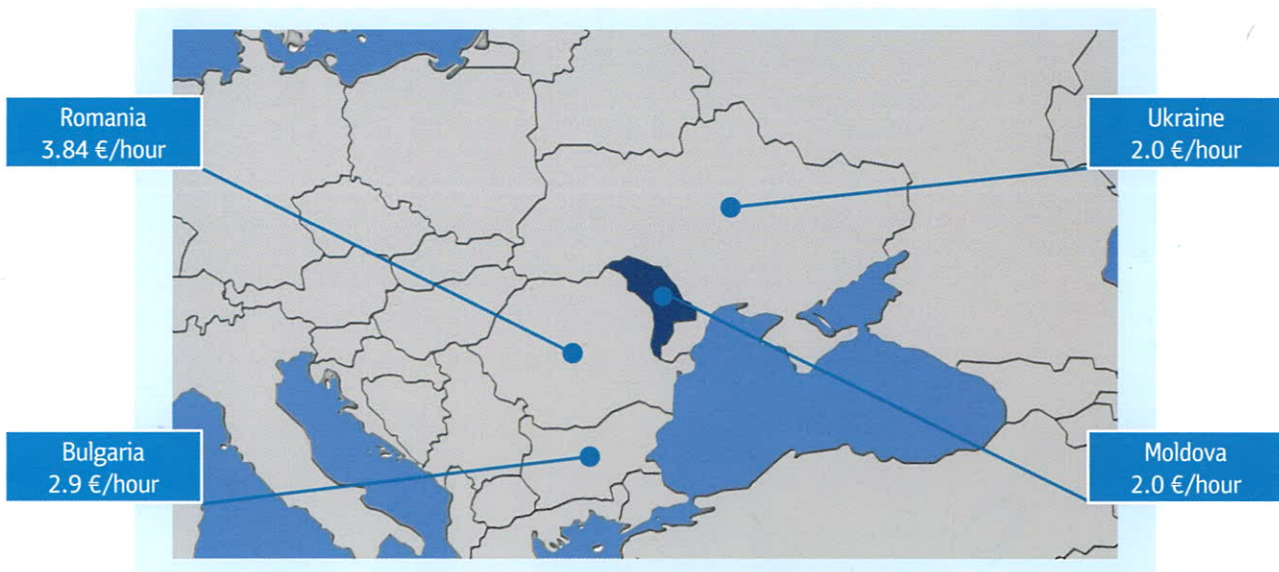 Romania
3.84 €/hour
Ukraine
2.0 €/hour
Bulgaria
2.9 €/hour
Moldova
2.0 €/hour